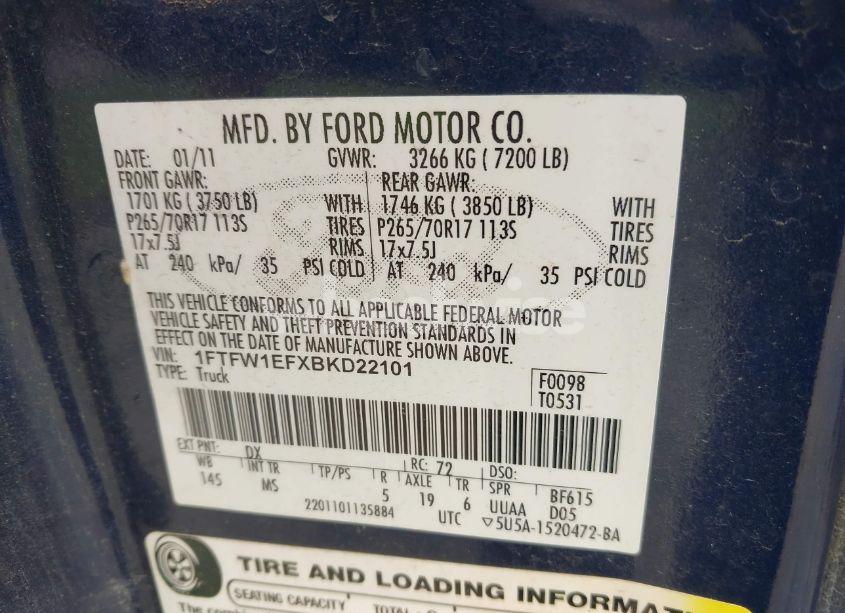 MFD. BY FORD MOTOR CO.
DATE: 01/11 GVWR: 3266 KG ( 7200 LB)
FRONT GAWR: REAR GAWR:
1701 KG ( 3750 LB) WITH 1746 KG ( 3850 LB) WITH
P265/70R17 113S TIRES P265/70R17 113S TIRES
17x7.5J RIMS 17x7.5J RIMS
AT 240 kPa/ 35 PSI COLD AT 240 kPa/ 35 PSI COLD
THIS VEHICLE CONFORMS TO ALL APPLICABLE FEDERAL MOTOR
VEHICLE SAFETY AND THEFT PREVENTION STANDARDS IN
EFFECT ON THE DATE OF MANUFACTURE SHOWN ABOVE.
VIN: 1FTFW1EFXBKD22101
TYPE: Truck
F0098
T0531
EXT PNT: DX RC: 72 DSO:
WB INT TR TP/PS R AXLE TR SPR BF615
145 MS 5 19 6 UUAA D05
2201101135884 UTC ▽5U5A-1520472-BA
TIRE AND LOADING INFORMAT
SEATING CAPACITY TOTAL
The